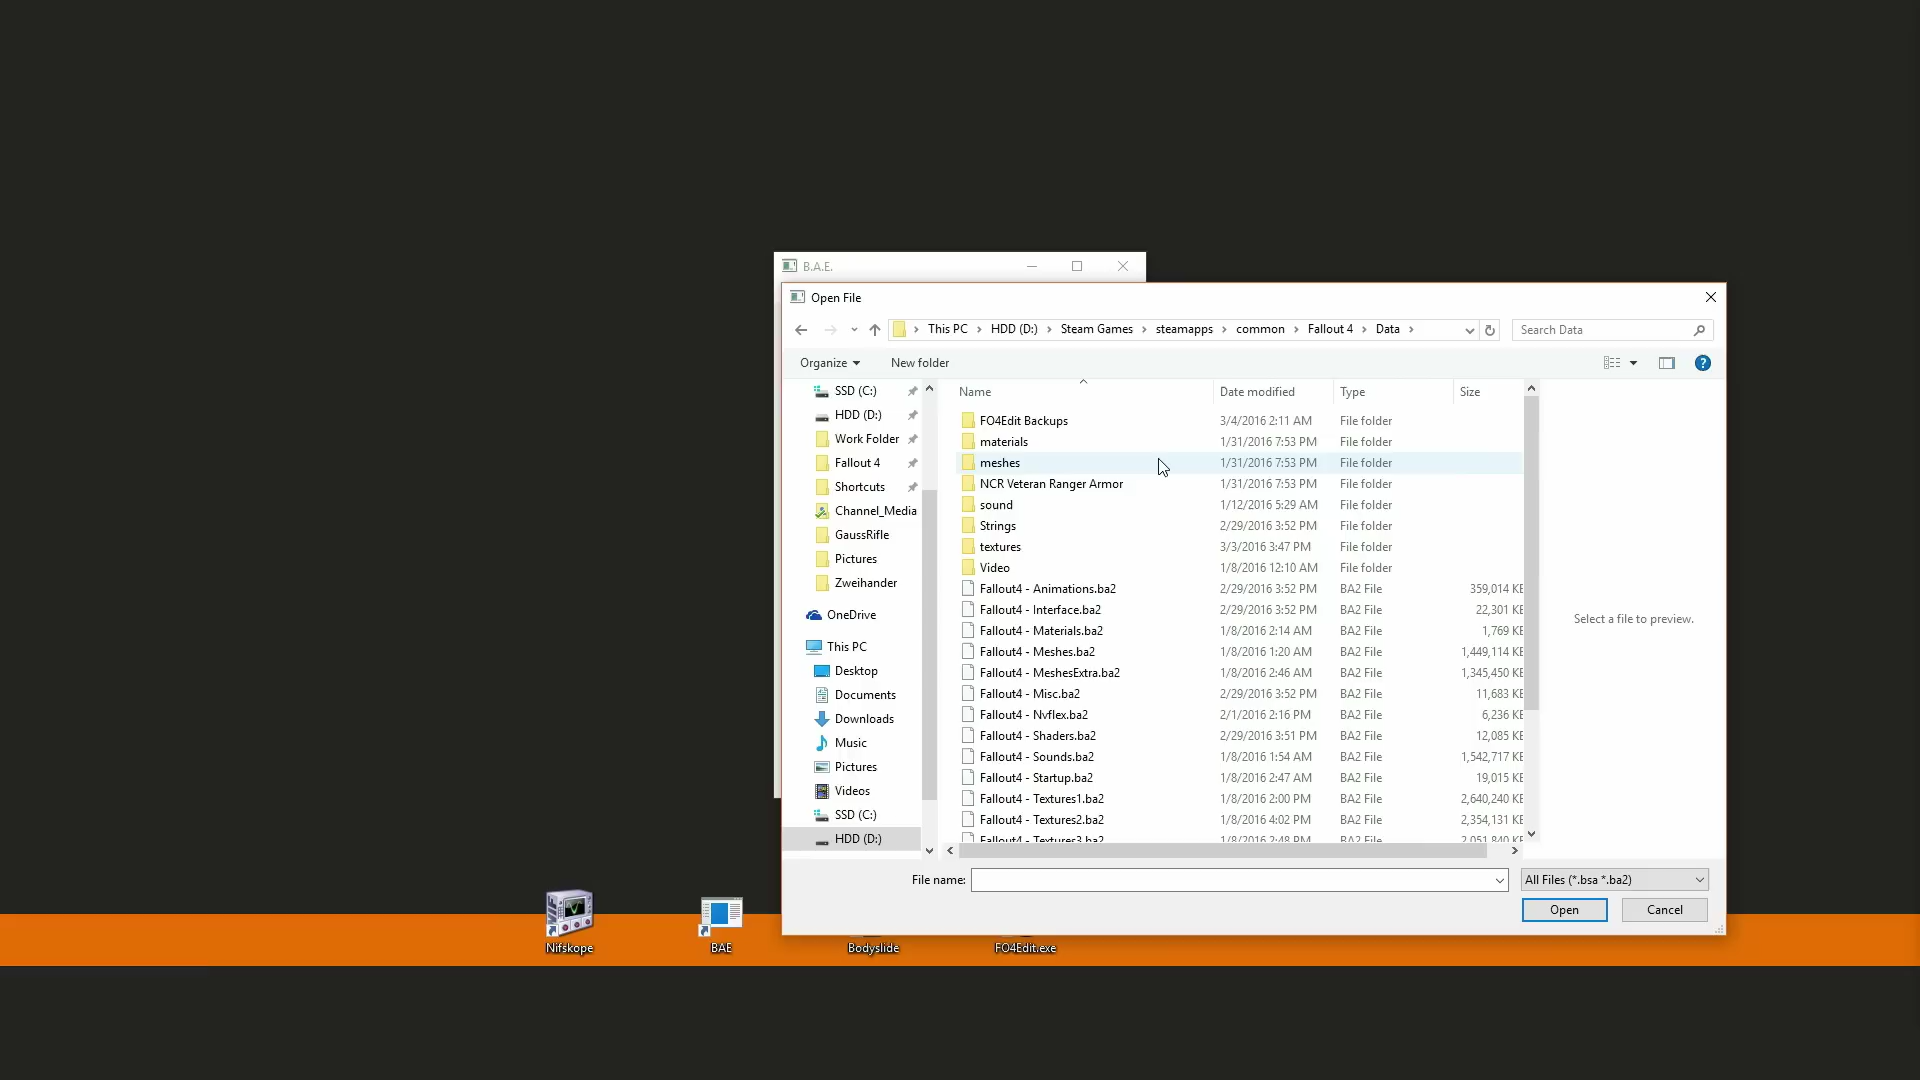 B.A.E.
Open File
This PC > HDD (D:) > Steam Games > steamapps > common > Fallout 4 > Data >
Search Data
Organize
New folder
?
SSD (C:)
HDD (D:)
Work Folder
Fallout 4
Shortcuts
Channel_Media
GaussRifle
Pictures
Zweihander
OneDrive
This PC
Desktop
Documents
Downloads
Music
Pictures
Videos
SSD (C:)
HDD (D:)
Name Date modified Type Size
FO4Edit Backups 3/4/2016 2:11 AM File folder
materials 1/31/2016 7:53 PM File folder
meshes 1/31/2016 7:53 PM File folder
NCR Veteran Ranger Armor 1/31/2016 7:53 PM File folder
sound 1/12/2016 5:29 AM File folder
Strings 2/29/2016 3:52 PM File folder
textures 3/3/2016 3:47 PM File folder
Video 1/8/2016 12:10 AM File folder
Fallout4 - Animations.ba2 2/29/2016 3:52 PM BA2 File 359,014 KB
Fallout4 - Interface.ba2 2/29/2016 3:52 PM BA2 File 22,301 KB
Fallout4 - Materials.ba2 1/8/2016 2:14 AM BA2 File 1,769 KB
Fallout4 - Meshes.ba2 1/8/2016 1:20 AM BA2 File 1,449,114 KB
Fallout4 - MeshesExtra.ba2 1/8/2016 2:46 AM BA2 File 1,345,450 KB
Fallout4 - Misc.ba2 2/29/2016 3:52 PM BA2 File 11,683 KB
Fallout4 - Nvflex.ba2 2/1/2016 2:16 PM BA2 File 6,236 KB
Fallout4 - Shaders.ba2 2/29/2016 3:51 PM BA2 File 12,085 KB
Fallout4 - Sounds.ba2 1/8/2016 1:54 AM BA2 File 1,542,717 KB
Fallout4 - Startup.ba2 1/8/2016 2:47 AM BA2 File 19,015 KB
Fallout4 - Textures1.ba2 1/8/2016 2:00 PM BA2 File 2,640,240 KB
Fallout4 - Textures2.ba2 1/8/2016 4:02 PM BA2 File 2,354,131 KB
Fallout4 - Textures3.ba2 1/8/2016 2:48 PM BA2 File 2,051,840 KB
Select a file to preview.
File name:
All Files (*.bsa *.ba2)
Open
Cancel
Nifskope
BAE
Bodyslide
FO4Edit.exe